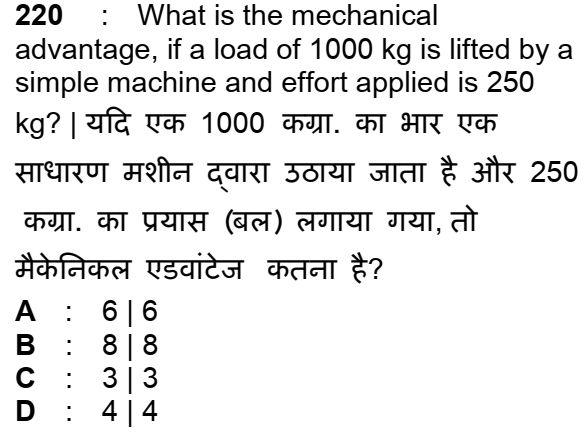 220 : What is the mechanical
advantage, if a load of 1000 kg is lifted by a
simple machine and effort applied is 250
kg? | यदि एक 1000 कग्रा. का भार एक
साधारण मशीन द्वारा उठाया जाता है और 250
कग्रा. का प्रयास (बल) लगाया गया, तो
मैकेनिकल एडवांटेज कतना है?
A : 6 | 6
B : 8 | 8
C : 3 | 3
D : 4 | 4